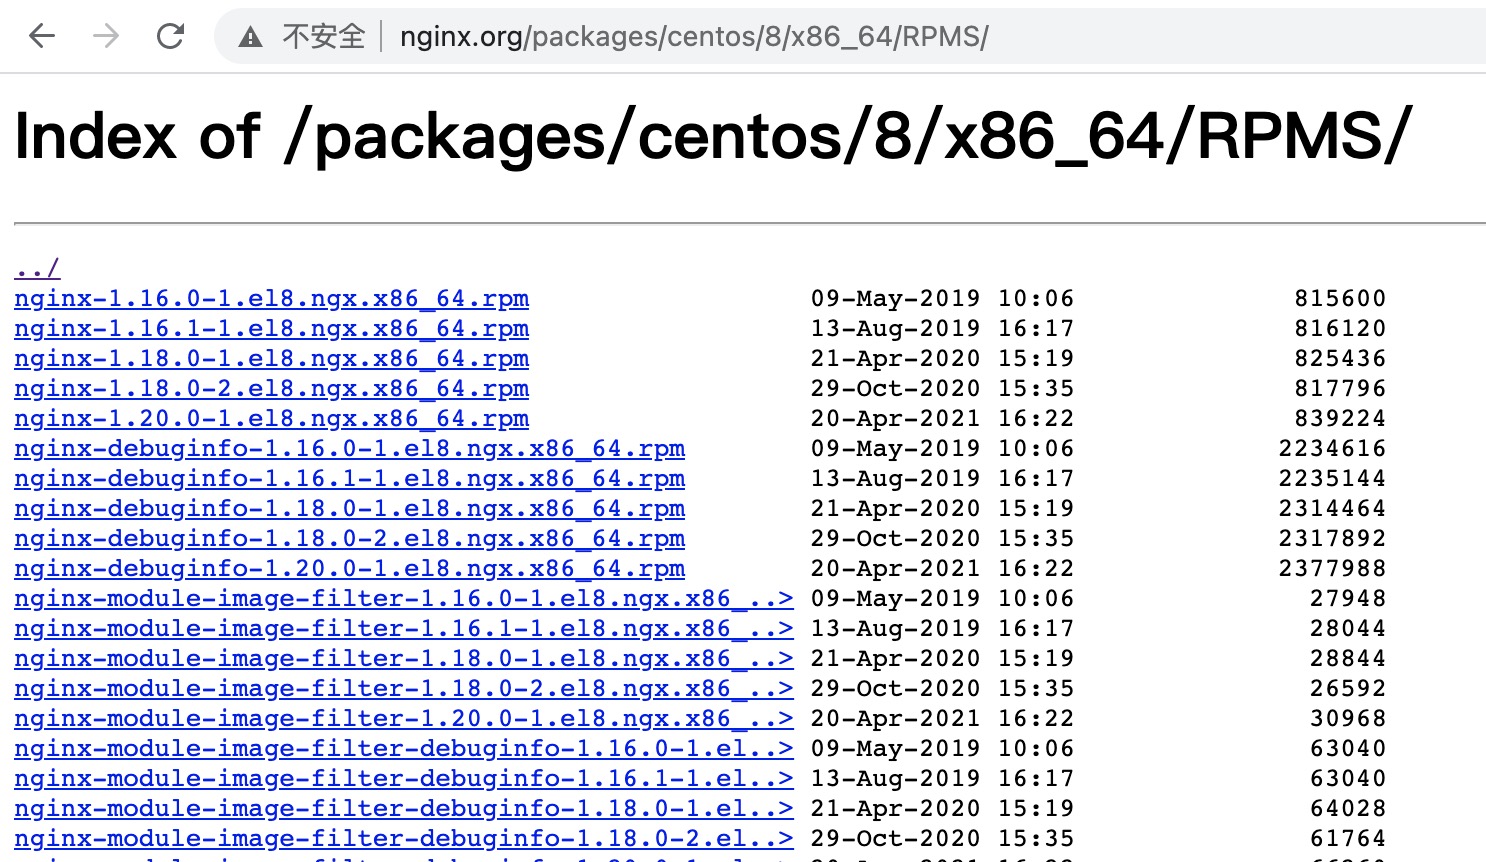 不安全 nginx.org/packages/centos/8/x86_64/RPMS/
Index of /packages/centos/8/x86_64/RPMS/
../
nginx-1.16.0-1.el8.ngx.x86_64.rpm 09-May-2019 10:06 815600
nginx-1.16.1-1.el8.ngx.x86_64.rpm 13-Aug-2019 16:17 816120
nginx-1.18.0-1.el8.ngx.x86_64.rpm 21-Apr-2020 15:19 825436
nginx-1.18.0-2.el8.ngx.x86_64.rpm 29-Oct-2020 15:35 817796
nginx-1.20.0-1.el8.ngx.x86_64.rpm 20-Apr-2021 16:22 839224
nginx-debuginfo-1.16.0-1.el8.ngx.x86_64.rpm 09-May-2019 10:06 2234616
nginx-debuginfo-1.16.1-1.el8.ngx.x86_64.rpm 13-Aug-2019 16:17 2235144
nginx-debuginfo-1.18.0-1.el8.ngx.x86_64.rpm 21-Apr-2020 15:19 2314464
nginx-debuginfo-1.18.0-2.el8.ngx.x86_64.rpm 29-Oct-2020 15:35 2317892
nginx-debuginfo-1.20.0-1.el8.ngx.x86_64.rpm 20-Apr-2021 16:22 2377988
nginx-module-image-filter-1.16.0-1.el8.ngx.x86_..> 09-May-2019 10:06 27948
nginx-module-image-filter-1.16.1-1.el8.ngx.x86_..> 13-Aug-2019 16:17 28044
nginx-module-image-filter-1.18.0-1.el8.ngx.x86_..> 21-Apr-2020 15:19 28844
nginx-module-image-filter-1.18.0-2.el8.ngx.x86_..> 29-Oct-2020 15:35 26592
nginx-module-image-filter-1.20.0-1.el8.ngx.x86_..> 20-Apr-2021 16:22 30968
nginx-module-image-filter-debuginfo-1.16.0-1.el..> 09-May-2019 10:06 63040
nginx-module-image-filter-debuginfo-1.16.1-1.el..> 13-Aug-2019 16:17 63040
nginx-module-image-filter-debuginfo-1.18.0-1.el..> 21-Apr-2020 15:19 64028
nginx-module-image-filter-debuginfo-1.18.0-2.el..> 29-Oct-2020 15:35 61764